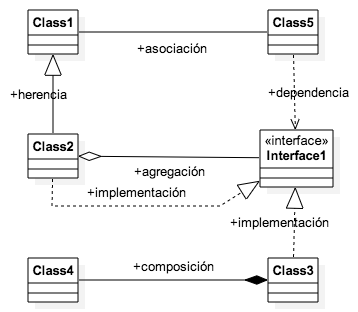 Class1
Class5
+asociación
+herencia
+dependencia
Class2
«interface»
Interface1
+agregación
+implementación
+implementación
Class4
+composición
Class3